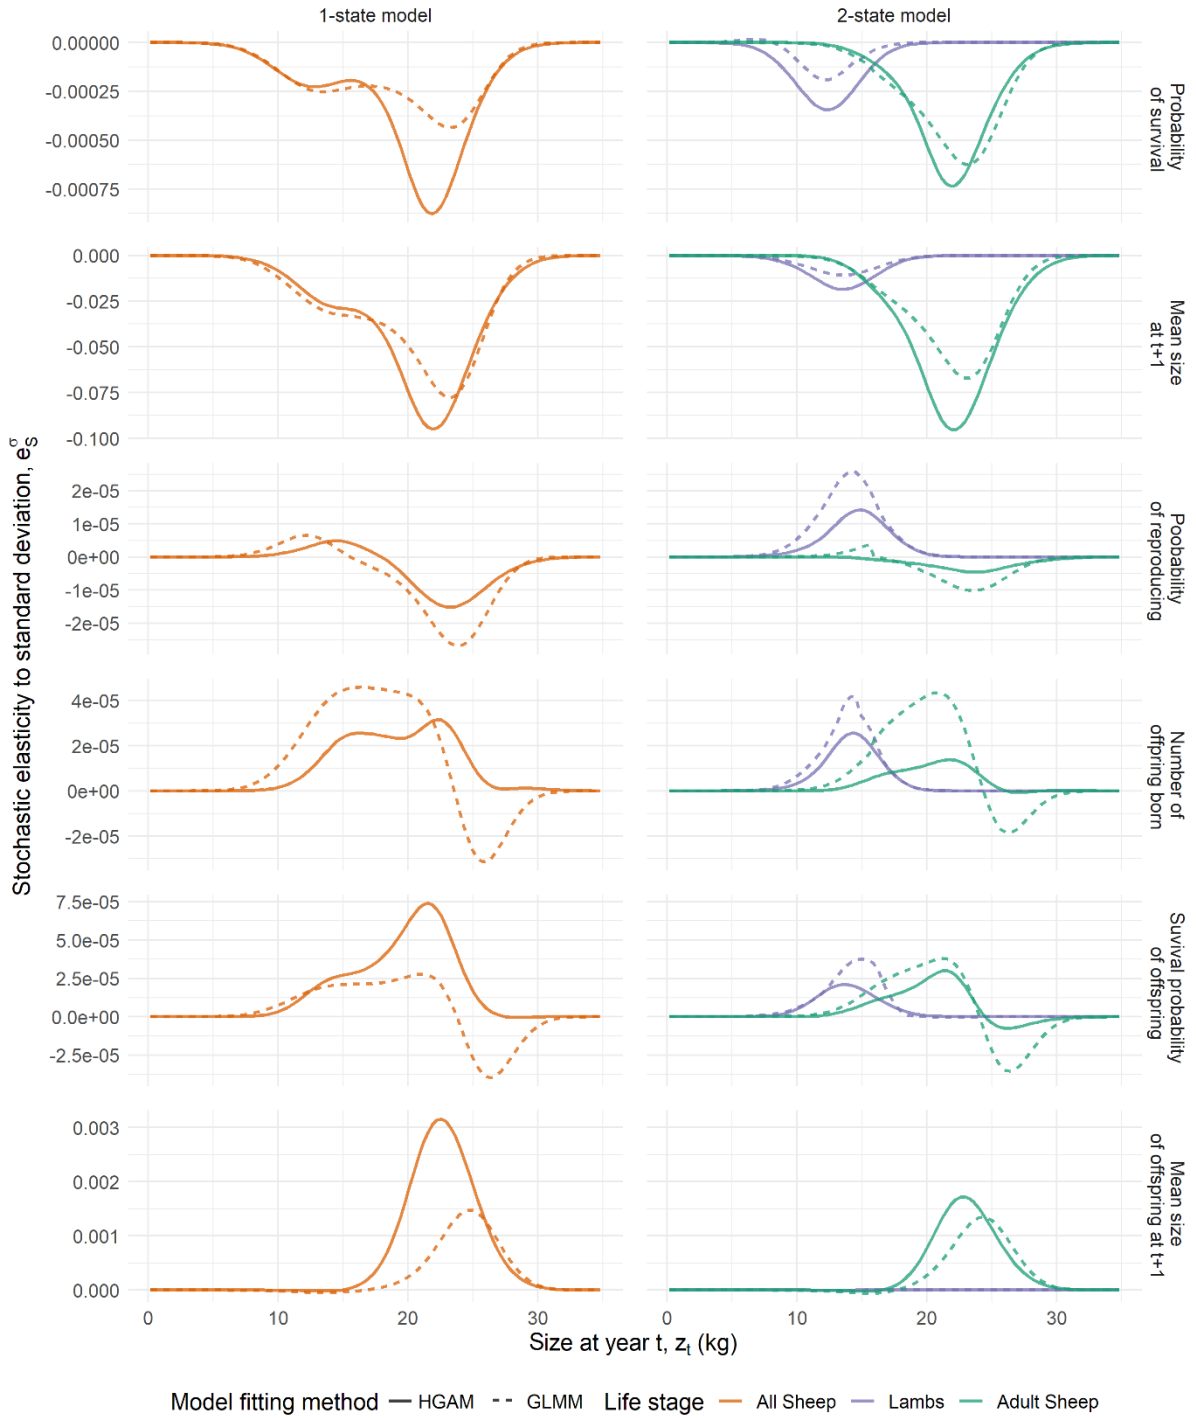 1-state model
2-state model
0.00000
-0.00025
-0.00050
-0.00075
Probability
of survival
0.000
-0.025
-0.050
-0.075
-0.100
Mean size
at t+1
2e-05
1e-05
0e+00
-1e-05
-2e-05
Poobability
of reproducing
4e-05
2e-05
0e+00
-2e-05
Number of
offspring born
7.5e-05
5.0e-05
2.5e-05
0.0e+00
-2.5e-05
Suvival probability
of offspring
0.003
0.002
0.001
0.000
Mean size
of offspring at t+1
Stochastic elasticity to standard deviation, e_S^σ
0 10 20 30 0 10 20 30
Size at year t, z_t (kg)
Model fitting method HGAM GLMM Life stage All Sheep Lambs Adult Sheep